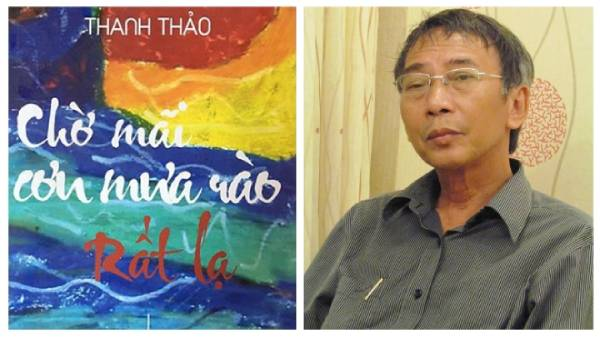 THANH THẢO
Chờ mãi
cơn mưa rào
Rất lạ